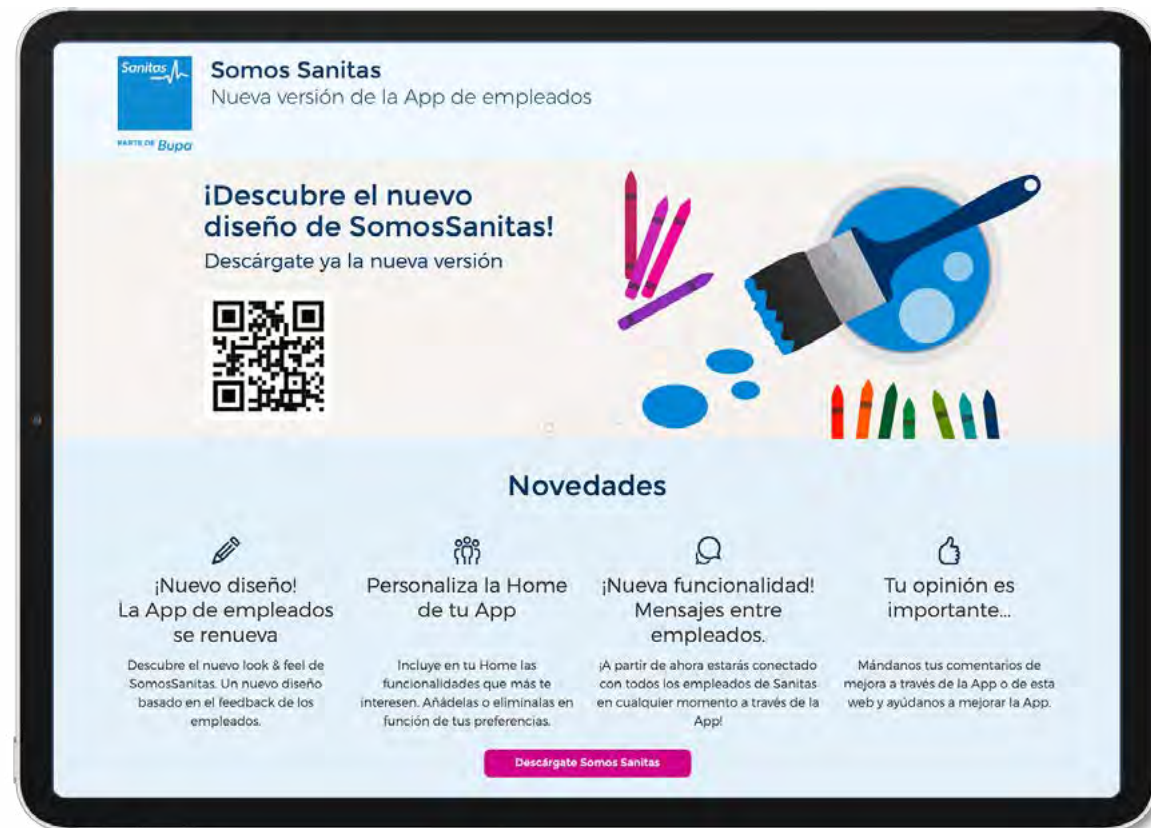 Sanitas
PARTE DE Bupa
Somos Sanitas
Nueva versión de la App de empleados
¡Descubre el nuevo
diseño de SomosSanitas!
Descárgate ya la nueva versión
Novedades
¡Nuevo diseño!
La App de empleados
se renueva
Descubre el nuevo look & feel de
SomosSanitas. Un nuevo diseño
basado en el feedback de los
empleados.
Personaliza la Home
de tu App
Incluye en tu Home las
funcionalidades que más te
interesen. Añádelas o elimínalas en
función de tus preferencias.
¡Nueva funcionalidad!
Mensajes entre
empleados.
¡A partir de ahora estarás conectado
con todos los empleados de Sanitas
en cualquier momento a través de la
App!
Tu opinión es
importante...
Mándanos tus comentarios de
mejora a través de la App o de esta
web y ayúdanos a mejorar la App.
Descárgate Somos Sanitas